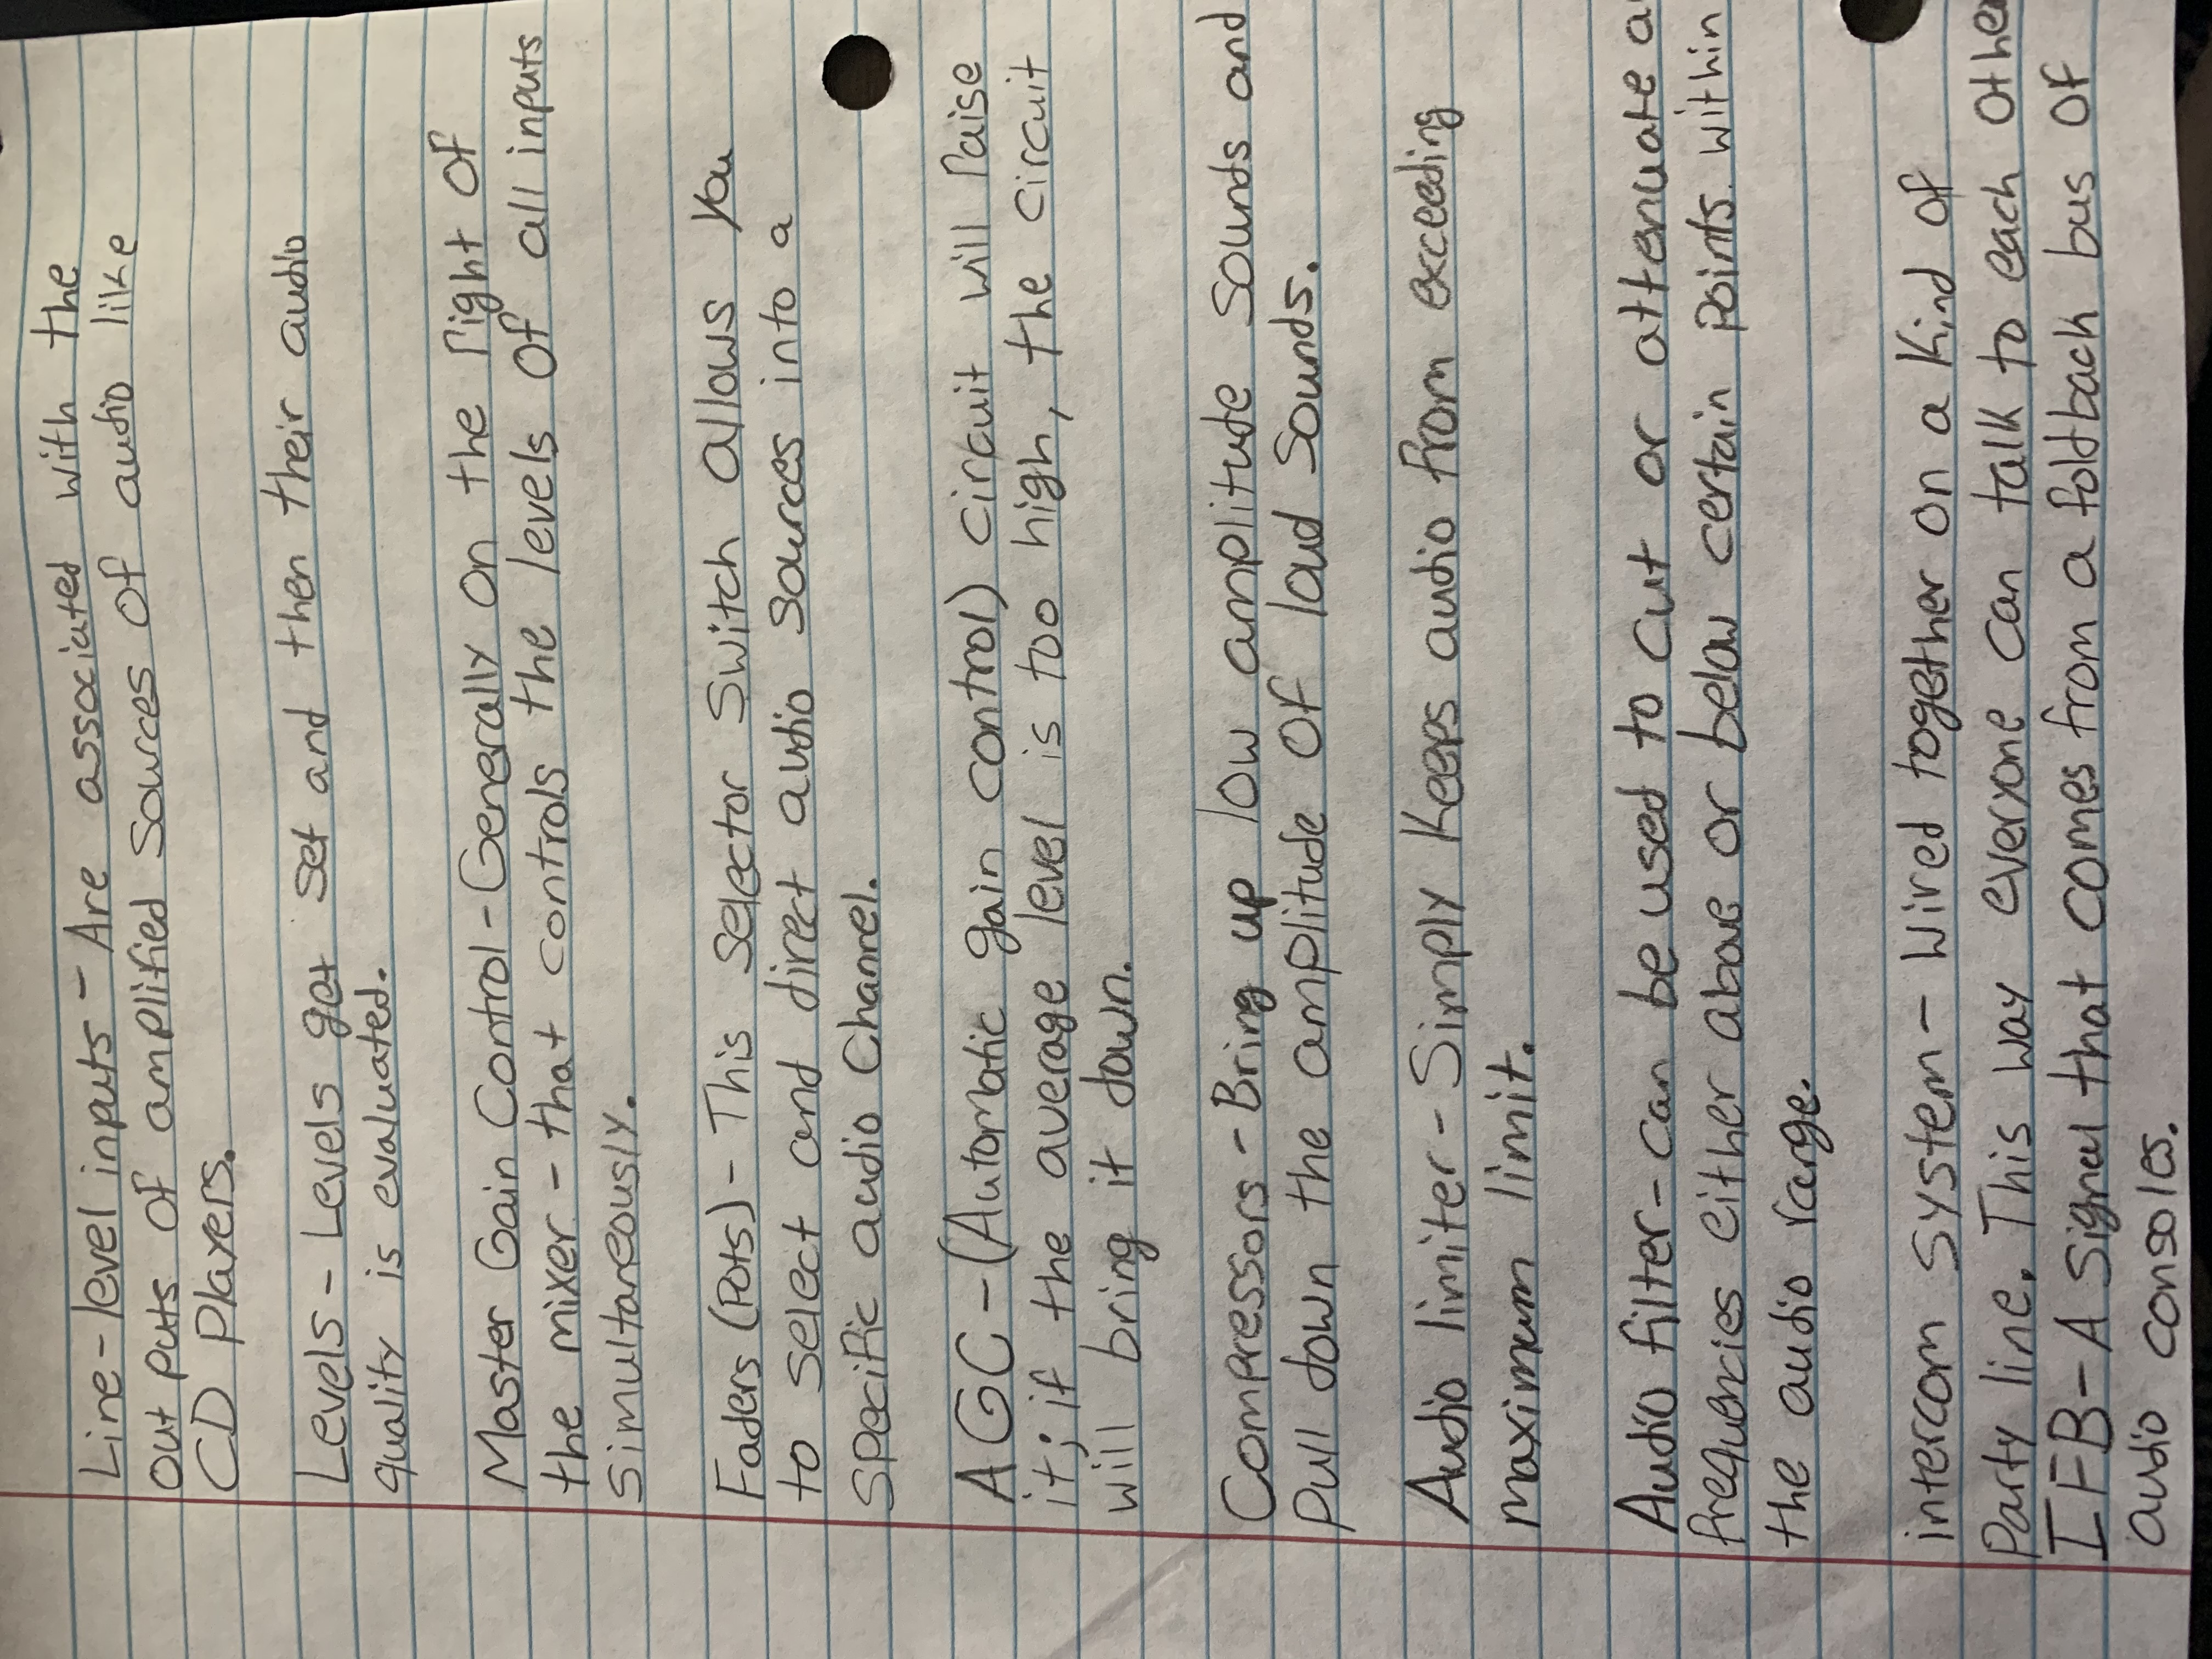 Line-level inputs - Are associated with the
out puts of amplified Sources of audio like
CD Players.
Levels - Levels get set and then their audio
quality is evaluated.
Master Gain Control - Generally on the right of
the mixer - that controls the levels of all inputs
simultaneously.
Faders (Pots) - This selector Switch allows you
to select and direct audio sources into a
specific audio Channel.
AGC - (Automatic gain control) circuit will raise
it; if the average level is too high, the circuit
will bring it down.
Compressors - Bring up low amplitude sounds and
pull down the amplitude of loud sounds.
Audio limiter - Simply keeps audio from exceeding
maximum limit.
Audio filter - can be used to cut or attenuate
frequencies either above or below certain points. within
the audio range.
intercom system - Wired together on a kind of
Party line. This way everyone can talk to each other
IFB - A signal that comes from a foldback bus of
audio consoles.